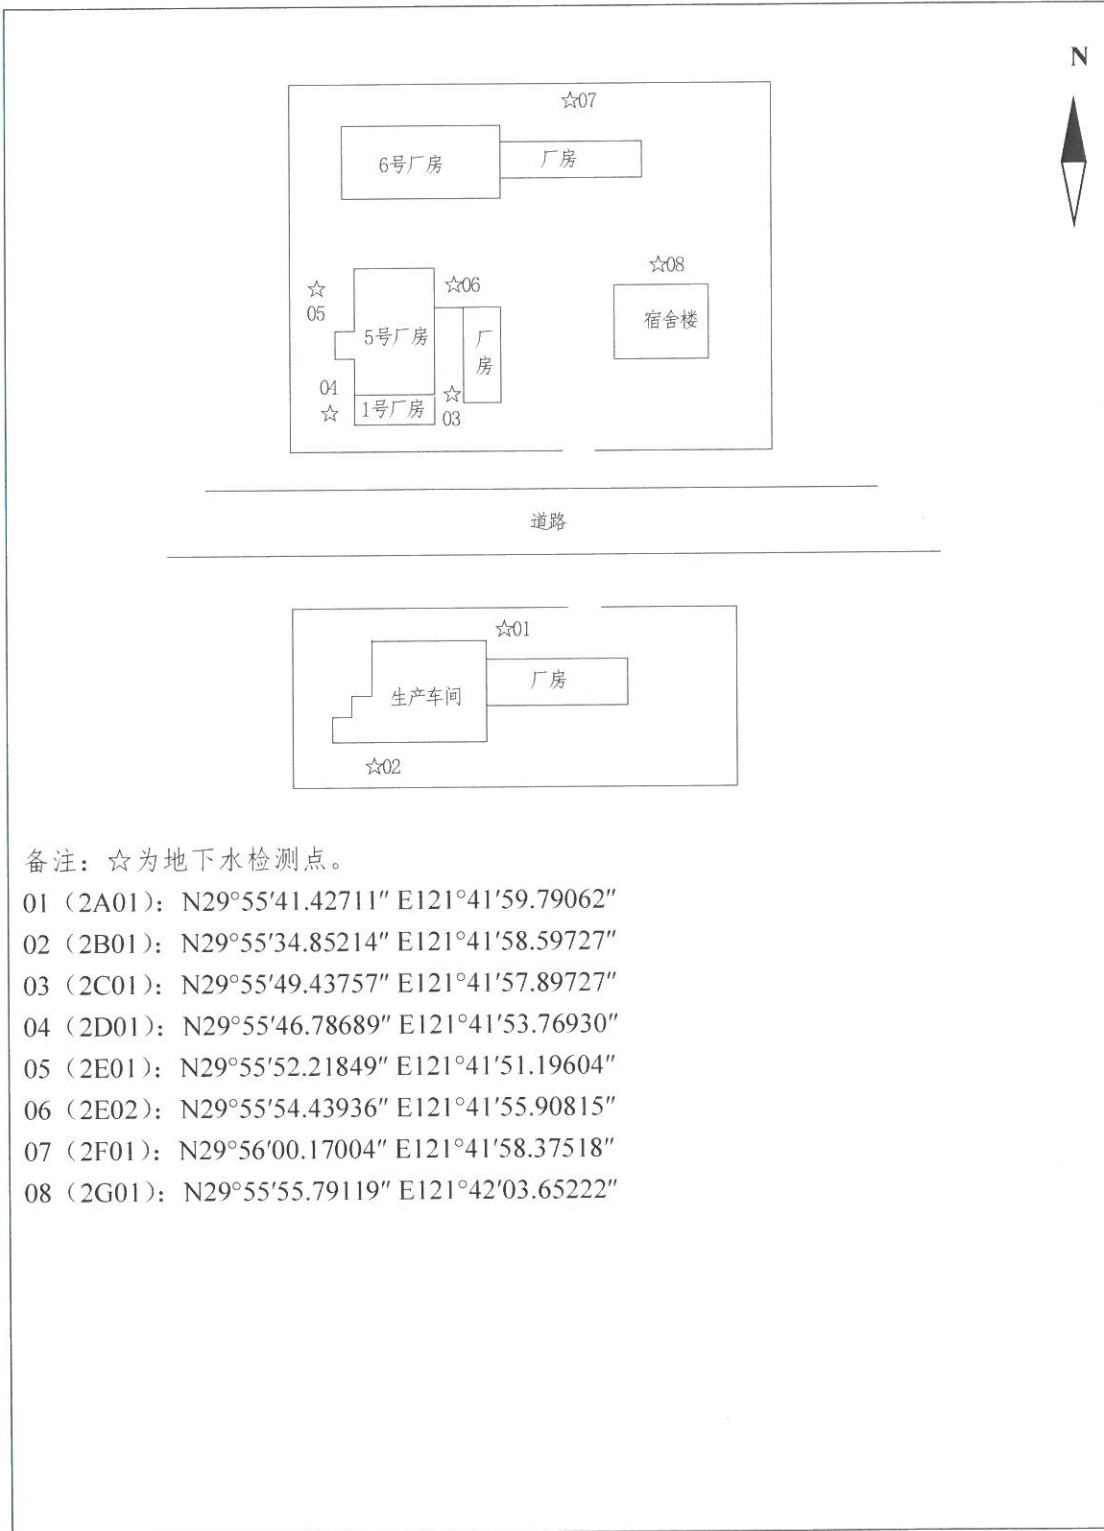 N
☆07
6号厂房
厂房
☆08
☆
05
☆06
5号厂房
厂房
宿舍楼
04
☆
1号厂房
☆
03
道路
☆01
生产车间
厂房
☆02
备注：☆为地下水检测点。
01（2A01）：N29°55′41.42711″ E121°41′59.79062″
02（2B01）：N29°55′34.85214″ E121°41′58.59727″
03（2C01）：N29°55′49.43757″ E121°41′57.89727″
04（2D01）：N29°55′46.78689″ E121°41′53.76930″
05（2E01）：N29°55′52.21849″ E121°41′51.19604″
06（2E02）：N29°55′54.43936″ E121°41′55.90815″
07（2F01）：N29°56′00.17004″ E121°41′58.37518″
08（2G01）：N29°55′55.79119″ E121°42′03.65222″